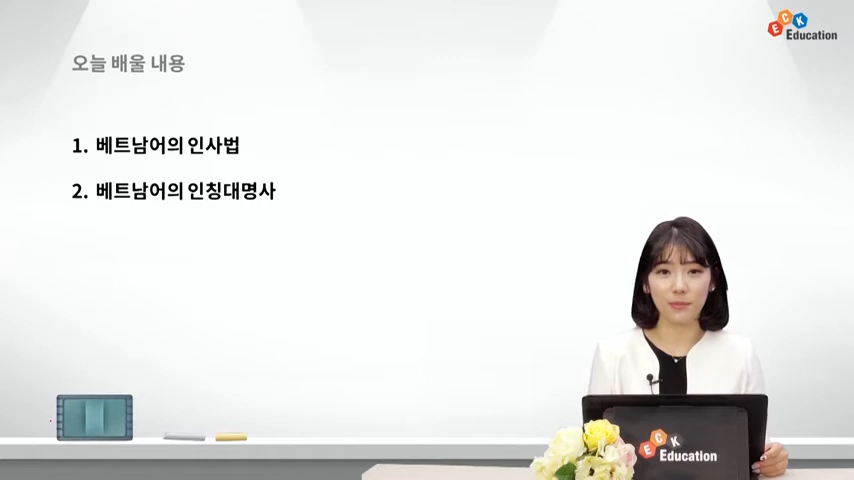 ECK
Education
오늘 배울 내용
1. 베트남어의 인사법
2. 베트남어의 인칭대명사
ECK
Education